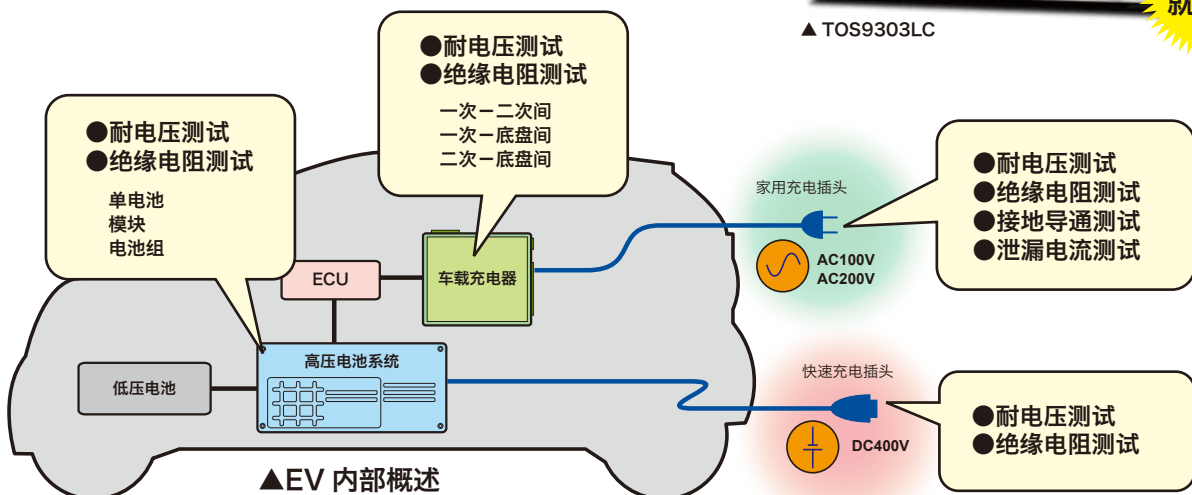 就
▲ TOS9303LC
●耐电压测试
●绝缘电阻测试
一次－二次间
一次－底盘间
二次－底盘间
●耐电压测试
●绝缘电阻测试
单电池
模块
电池组
家用充电插头
AC100V
AC200V
●耐电压测试
●绝缘电阻测试
●接地导通测试
●泄漏电流测试
ECU
车载充电器
高压电池系统
低压电池
快速充电插头
DC400V
●耐电压测试
●绝缘电阻测试
▲EV 内部概述